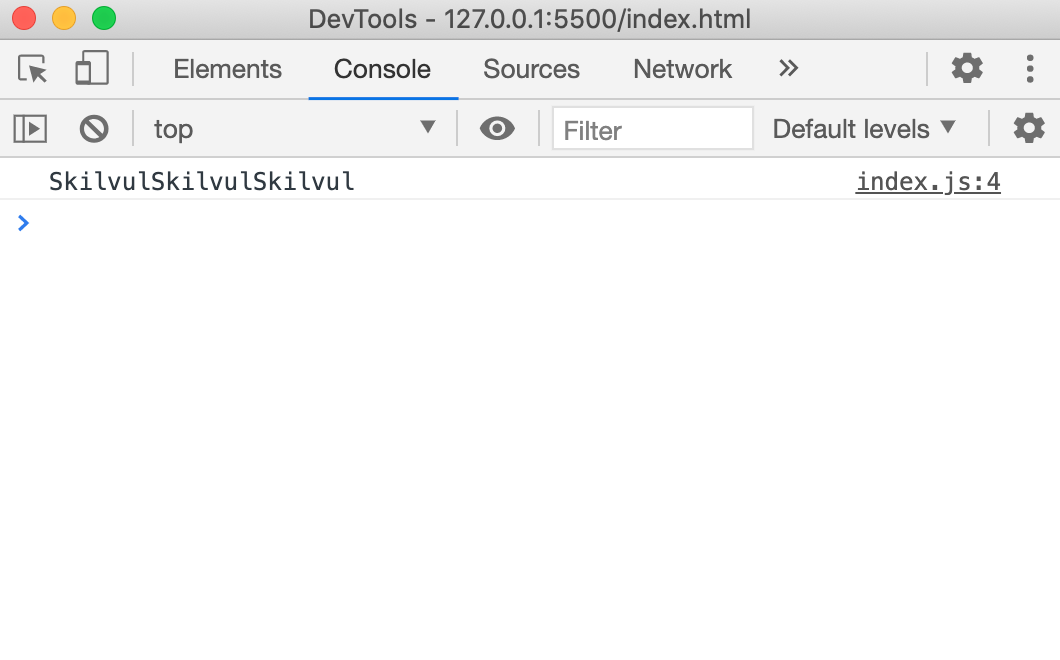 DevTools - 127.0.0.1:5500/index.html
Elements Console Sources Network »
top Filter Default levels
SkilvulSkilvulSkilvul index.js:4